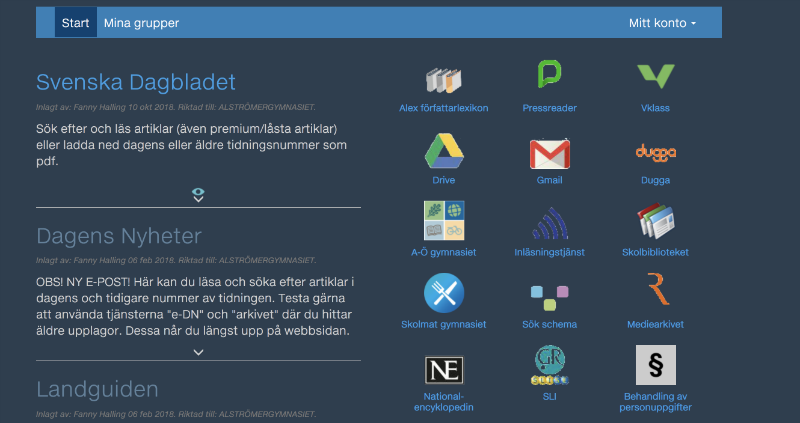 Start Mina grupper Mitt konto
Svenska Dagbladet
Inlagt av: Fanny Halling 10 okt 2018. Riktad till: ALSTRÖMERGYMNASIET.
Sök efter och läs artiklar (även premium/låsta artiklar)
eller ladda ned dagens eller äldre tidningsnummer som
pdf.
Dagens Nyheter
Inlagt av: Fanny Halling 06 feb 2018. Riktad till: ALSTRÖMERGYMNASIET.
OBS! NY E-POST! Här kan du läsa och söka efter artiklar i
dagens och tidigare nummer av tidningen. Testa gärna
att använda tjänsterna "e-DN" och "arkivet" där du hittar
äldre upplagor. Dessa når du längst upp på webbsidan.
Landguiden
Inlagt av: Fanny Halling 06 feb 2018. Riktad till: ALSTRÖMERGYMNASIET.
Alex författarlexikon
Pressreader
Vklass
Drive
Gmail
dugga
Dugga
A-Ö gymnasiet
Inläsningstjänst
Skolbiblioteket
Skolmat gymnasiet
Sök schema
Mediearkivet
NE
National-
encyklopedin
GR
SLI
§
Behandling av
personuppgifter